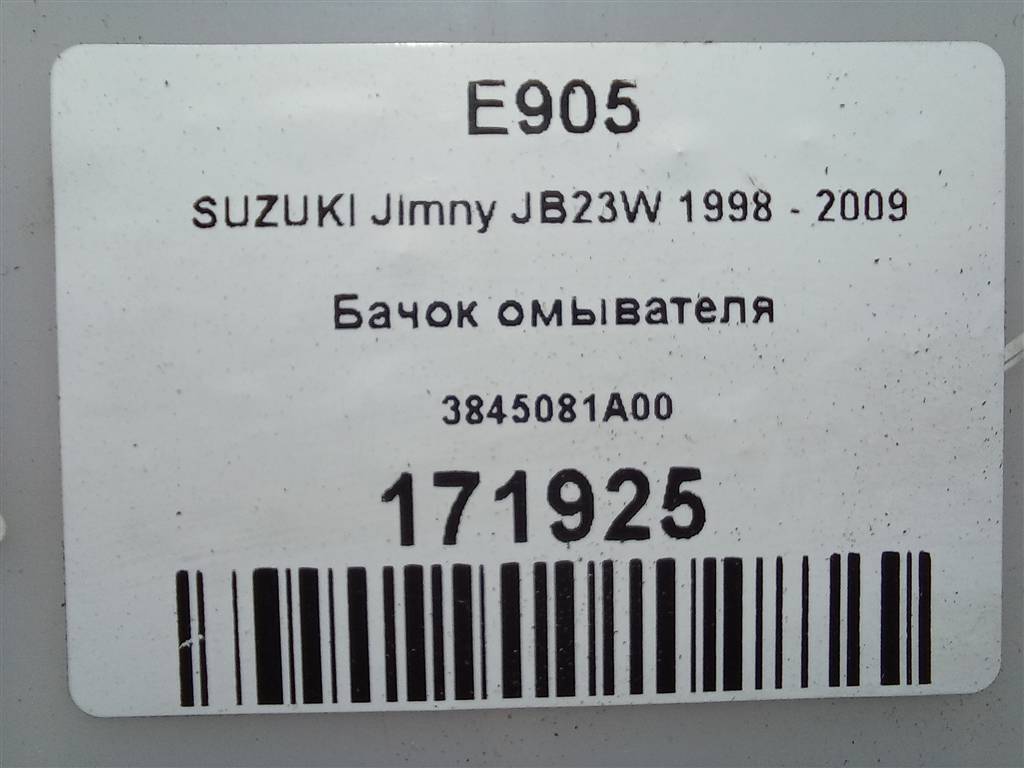 E905
SUZUKI Jimny JB23W 1998 - 2009
Бачок омывателя
3845081A00
171925